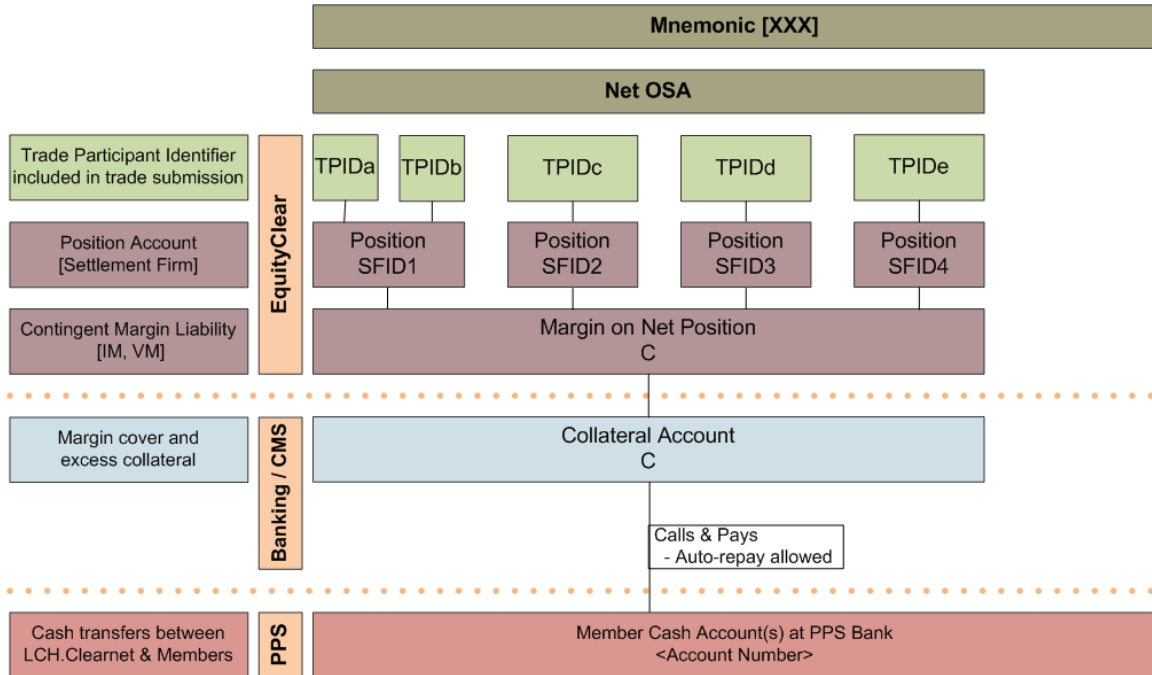 Mnemonic [XXX]
Net OSA
Trade Participant Identifier
included in trade submission
EquityClear
TPIDa
TPIDb
TPIDc
TPIDd
TPIDe
Position Account
[Settlement Firm]
Position
SFID1
Position
SFID2
Position
SFID3
Position
SFID4
Contingent Margin Liability
[IM, VM]
Margin on Net Position
C
Margin cover and
excess collateral
Banking / CMS
Collateral Account
C
Calls & Pays
- Auto-repay allowed
Cash transfers between
LCH.Clearnet & Members
PPS
Member Cash Account(s) at PPS Bank
<Account Number>